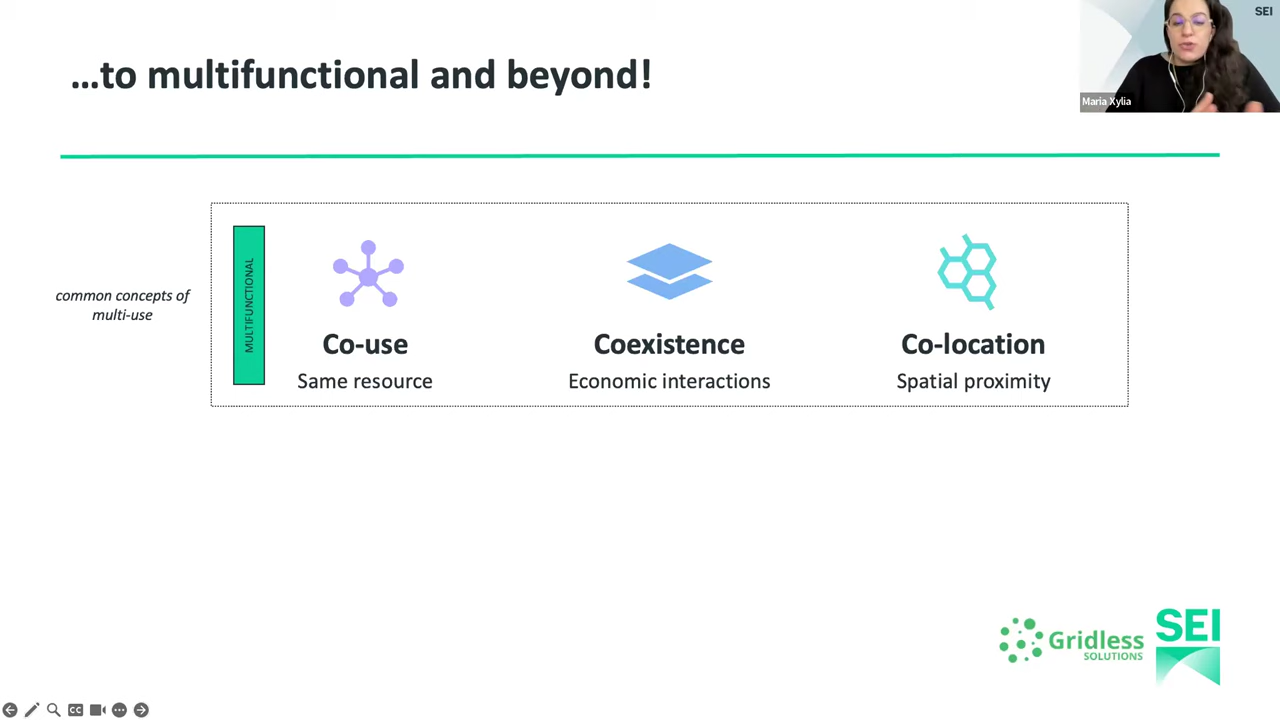 SEI
...to multifunctional and beyond!
Maria Xylia
common concepts of
multi-use
MULTIFUNCTIONAL
Co-use
Same resource
Coexistence
Economic interactions
Co-location
Spatial proximity
Gridless
SOLUTIONS
SEI
CC